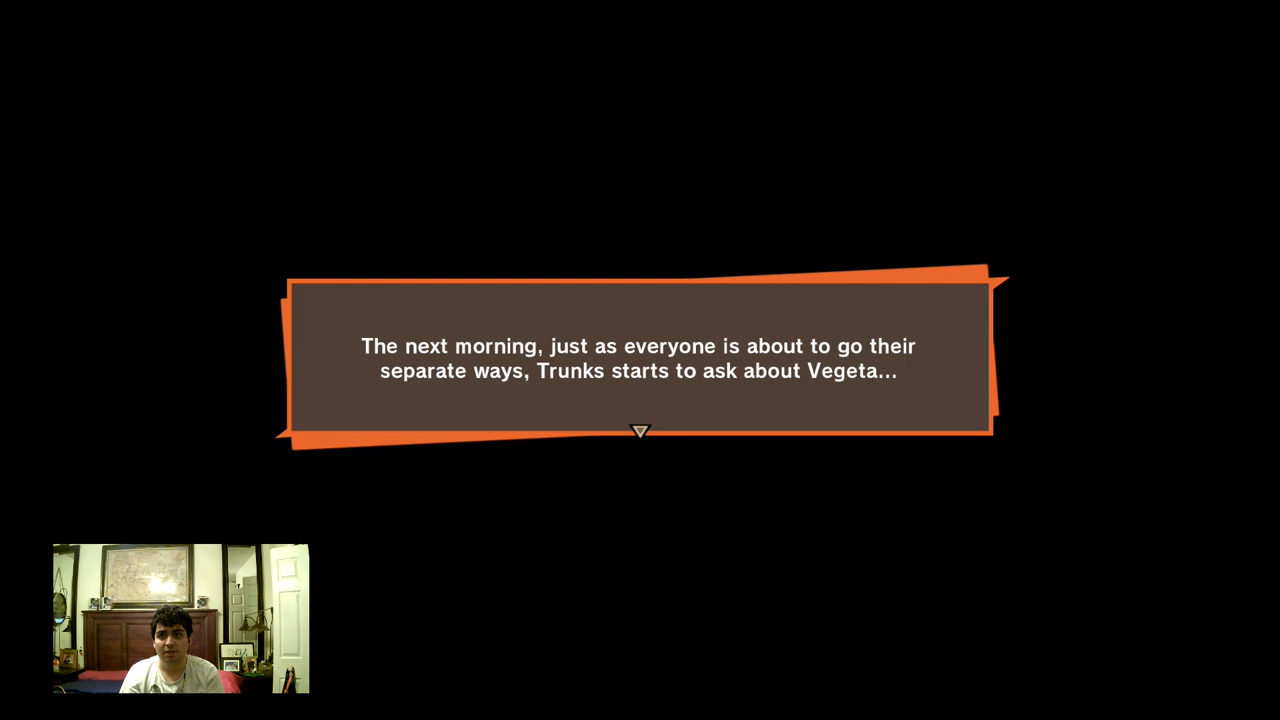 The next morning, just as everyone is about to go their
separate ways, Trunks starts to ask about Vegeta...